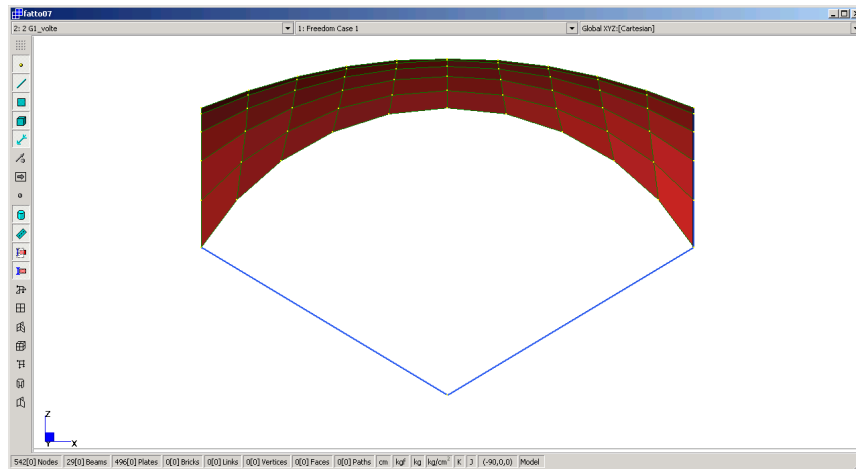 fatto07
2: 2 G1_volte 1: Freedom Case 1 Global XYZ:[Cartesian]
Z
Y X
542[0] Nodes 29[0] Beams 496[0] Plates 0[0] Bricks 0[0] Links 0[0] Vertices 0[0] Faces 0[0] Paths cm kgf kg kg/cm² K J (-90,0,0) Model